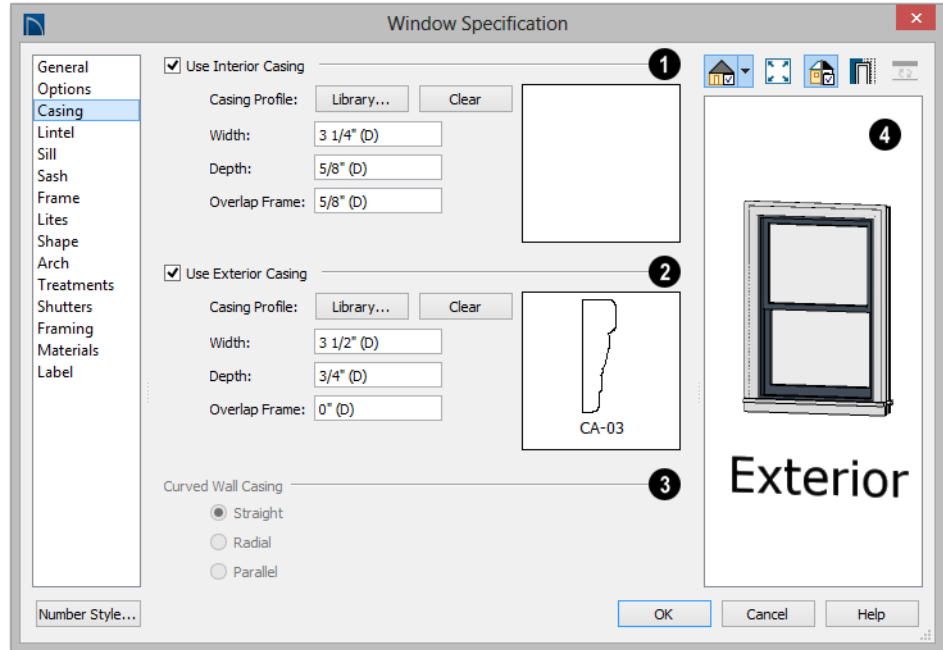 Window Specification
General
Options
Casing
Lintel
Sill
Sash
Frame
Lites
Shape
Arch
Treatments
Shutters
Framing
Materials
Label
Number Style...
Use Interior Casing 1
Casing Profile: Library... Clear
Width: 3 1/4" (D)
Depth: 5/8" (D)
Overlap Frame: 5/8" (D)
Use Exterior Casing 2
Casing Profile: Library... Clear
Width: 3 1/2" (D)
Depth: 3/4" (D)
Overlap Frame: 0" (D)
CA-03
Curved Wall Casing 3
Straight
Radial
Parallel
4
Exterior
OK Cancel Help